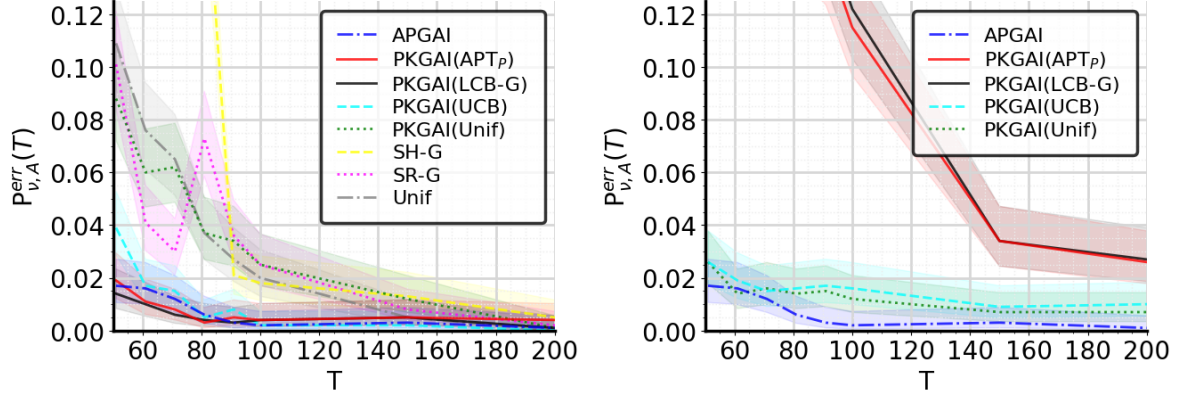 0.12
0.10
0.08
0.06
0.04
0.02
0.00
P^{err}_{ν,A}(T)
60 80 100 120 140 160 180 200
T
APGAI
PKGAI(APT_P)
PKGAI(LCB-G)
PKGAI(UCB)
PKGAI(Unif)
SH-G
SR-G
Unif
0.12
0.10
0.08
0.06
0.04
0.02
0.00
P^{err}_{ν,A}(T)
60 80 100 120 140 160 180 200
T
APGAI
PKGAI(APT_P)
PKGAI(LCB-G)
PKGAI(UCB)
PKGAI(Unif)